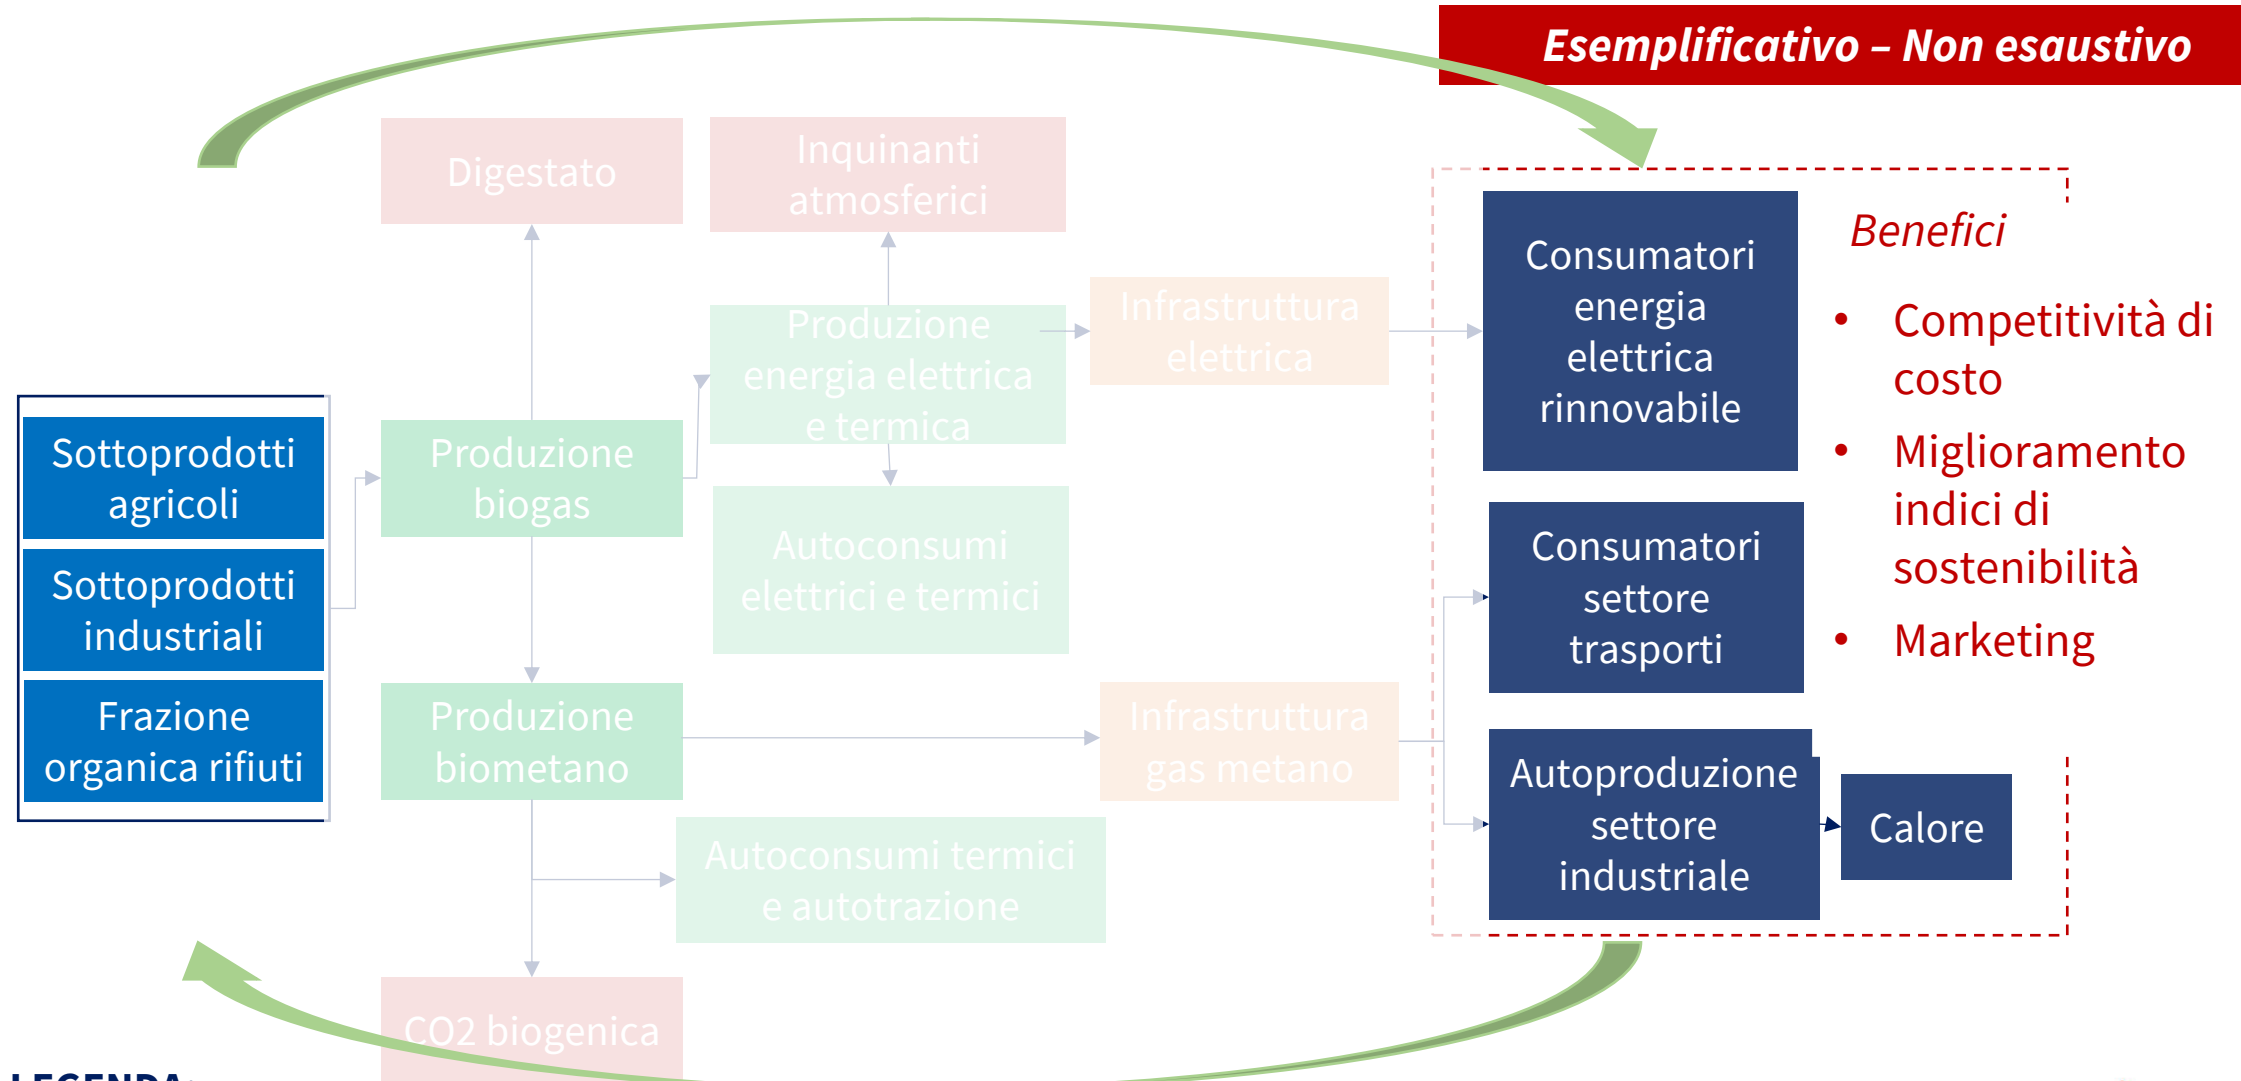 Esemplificativo – Non esaustivo
Digestato
Inquinanti
atmosferici
Produzione
energia elettrica
e termica
Infrastruttura
elettrica
Consumatori
energia
elettrica
rinnovabile
Benefici
• Competitività di
costo
• Miglioramento
indici di
sostenibilità
• Marketing
Sottoprodotti
agricoli
Sottoprodotti
industriali
Frazione
organica rifiuti
Produzione
biogas
Autoconsumi
elettrici e termici
Consumatori
settore
trasporti
Produzione
biometano
Infrastruttura
gas metano
Autoproduzione
settore
industriale
Calore
Autoconsumi termici
e autotrazione
CO2 biogenica
LEGENDA: